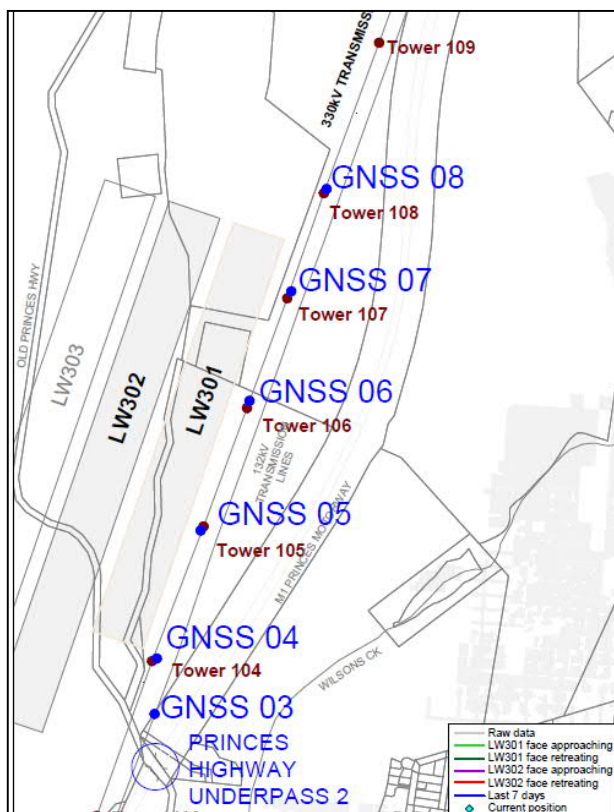 Tower 109
330kV TRANSMISS
GNSS 08
Tower 108
OLD PRINCES HWY
GNSS 07
Tower 107
LW303
LW302
LW301
GNSS 06
Tower 106
132kV
TRANSMISSION
LINES
GNSS 05
Tower 105
M1 PRINCES MOTORWAY
GNSS 04
Tower 104
WILSONS CK
GNSS 03
PRINCES
HIGHWAY
UNDERPASS 2
Raw data
LW301 face approaching
LW301 face retreating
LW302 face approaching
LW302 face retreating
Last 7 days
Current position